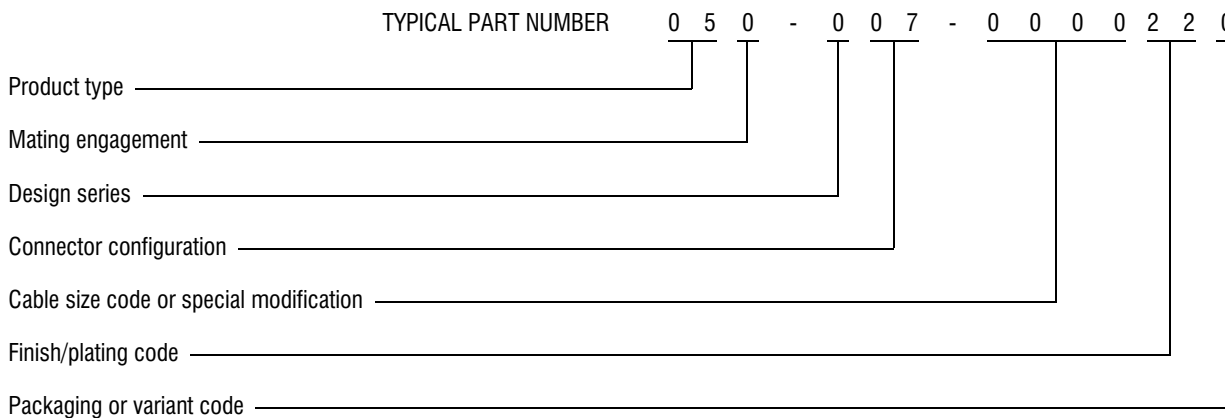 TYPICAL PART NUMBER 0 5 0 - 0 0 7 - 0 0 0 0 2 2
Product type
Mating engagement
Design series
Connector configuration
Cable size code or special modification
Finish/plating code
Packaging or variant code